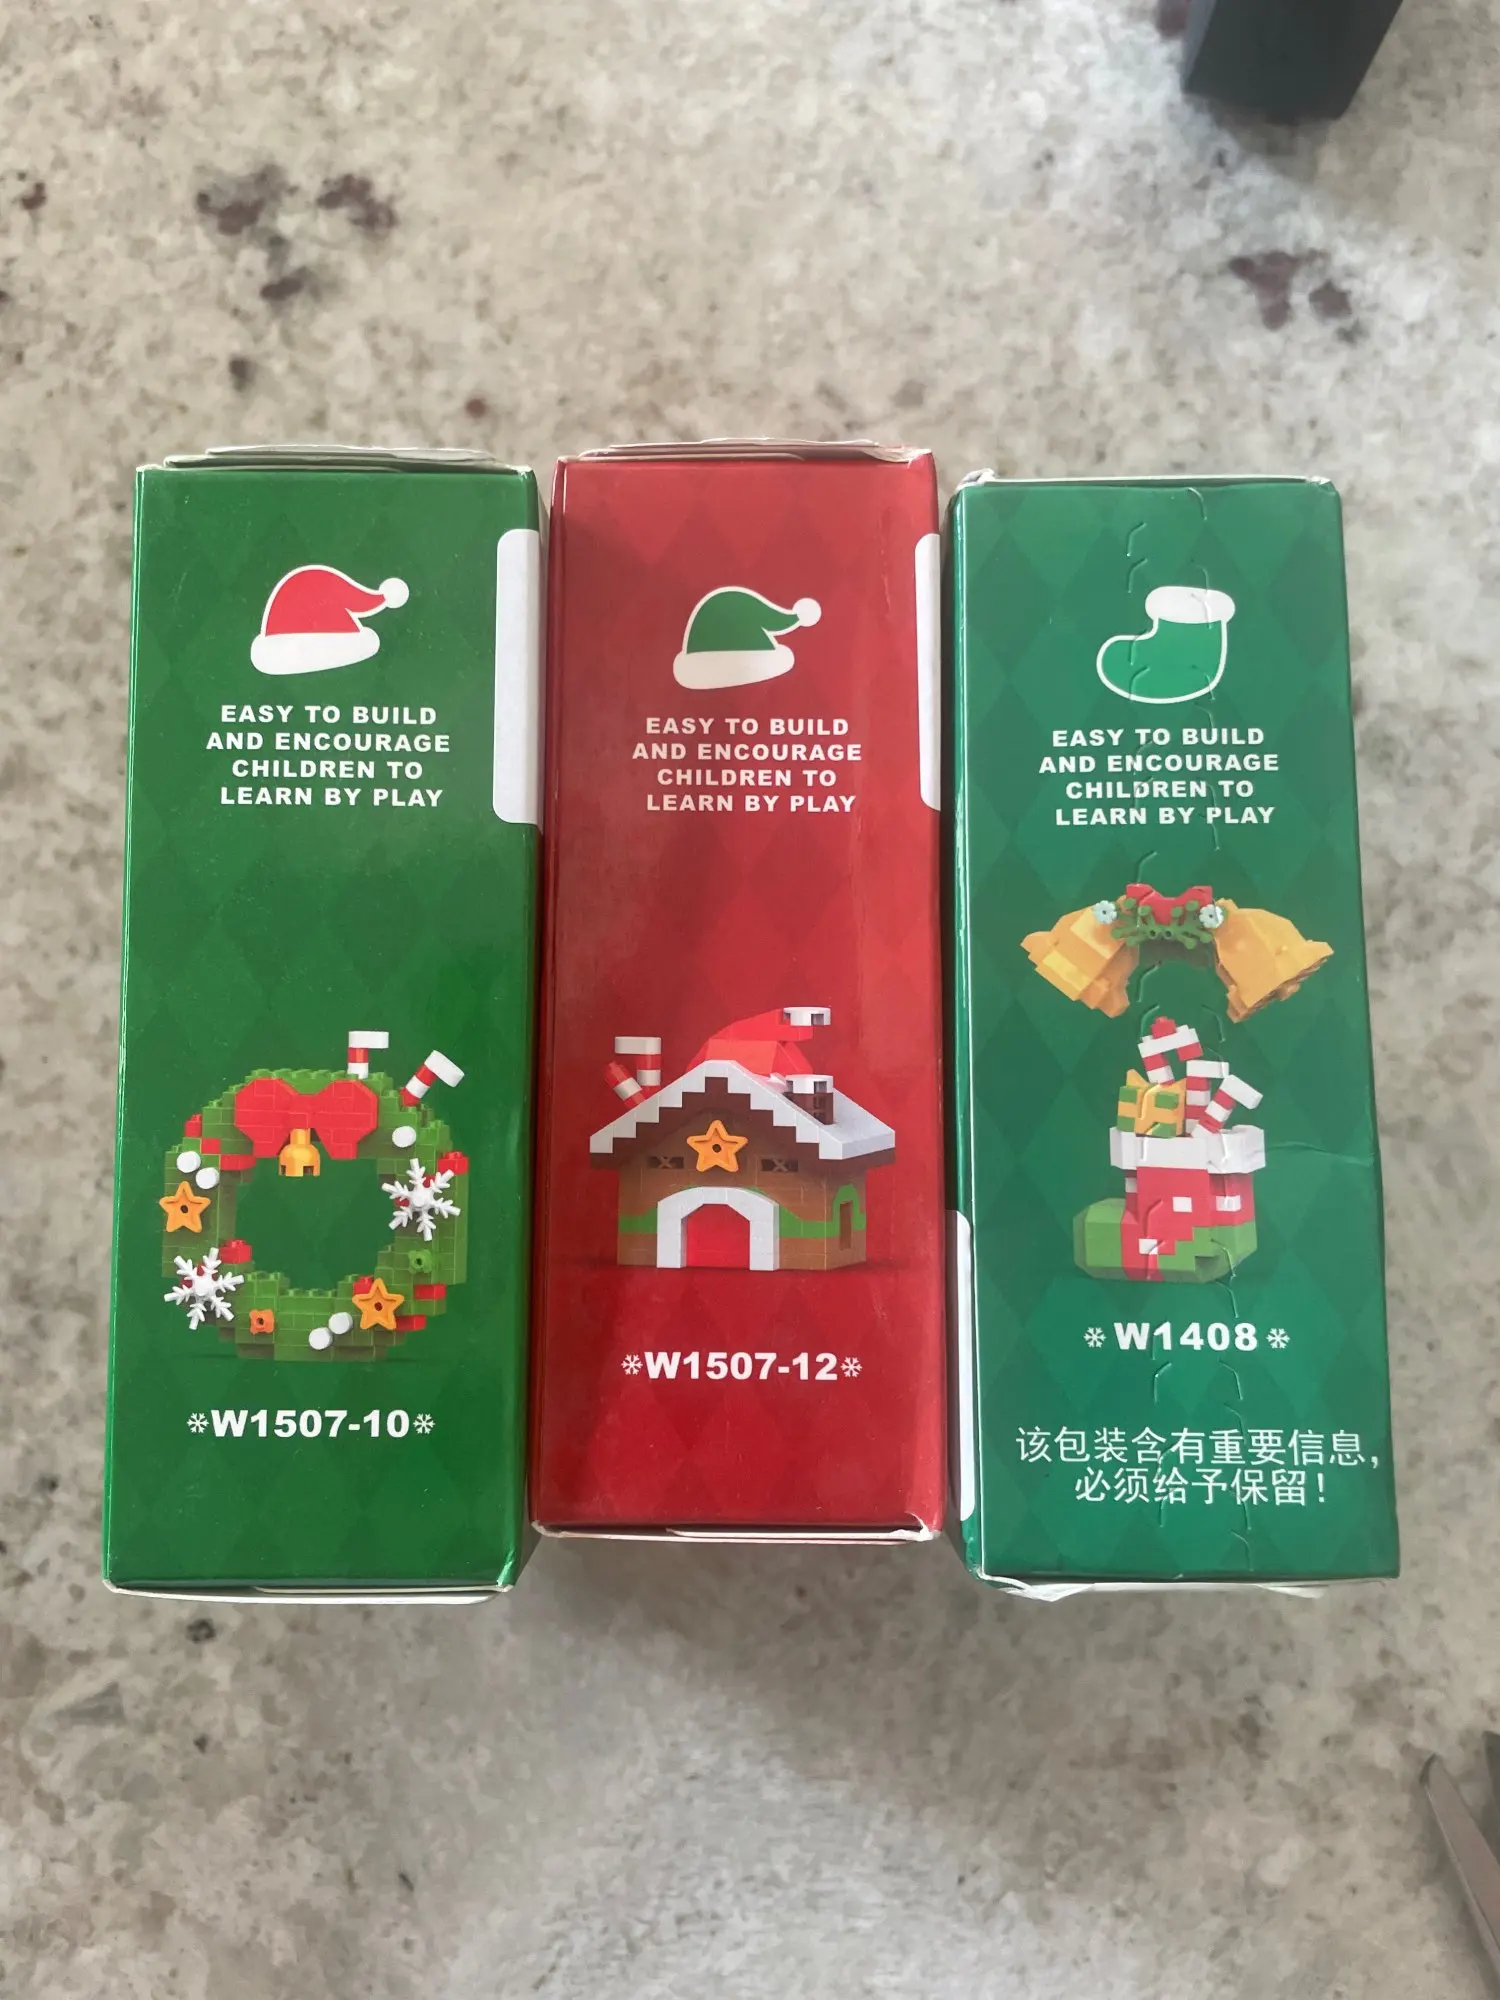 EASY TO BUILD
AND ENCOURAGE
CHILDREN TO
LEARN BY PLAY
W1507-10
EASY TO BUILD
AND ENCOURAGE
CHILDREN TO
LEARN BY PLAY
W1507-12
EASY TO BUILD
AND ENCOURAGE
CHILDREN TO
LEARN BY PLAY
W1408
该包装含有重要信息，
必须给予保留！